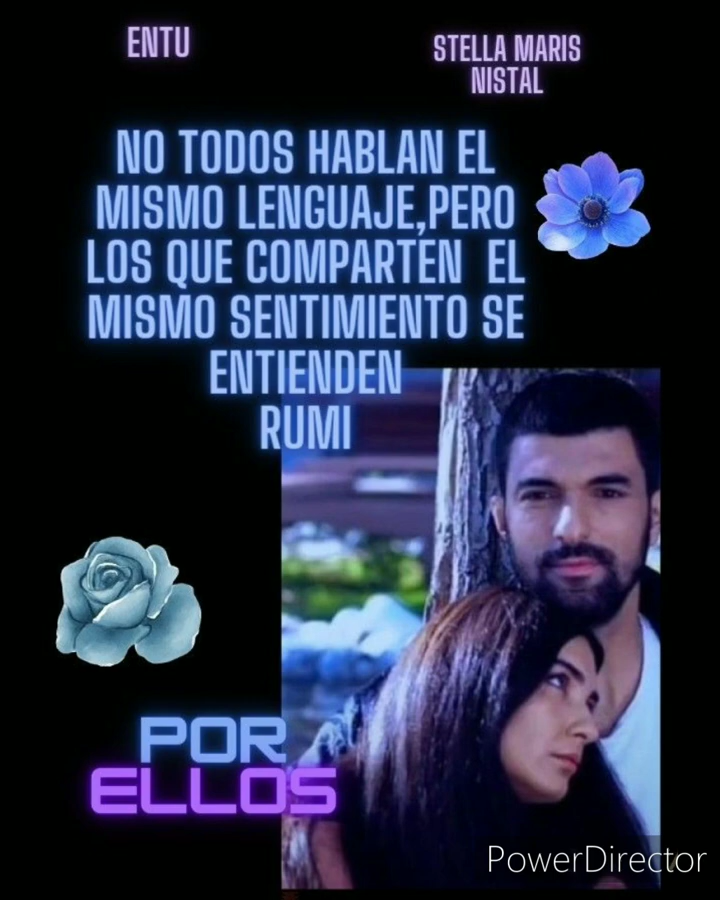 ENTU
STELLA MARIS
NISTAL
NO TODOS HABLAN EL
MISMO LENGUAJE,PERO
LOS QUE COMPARTEN EL
MISMO SENTIMIENTO SE
ENTIENDEN
RUMI
POR
ELLOS
PowerDirector